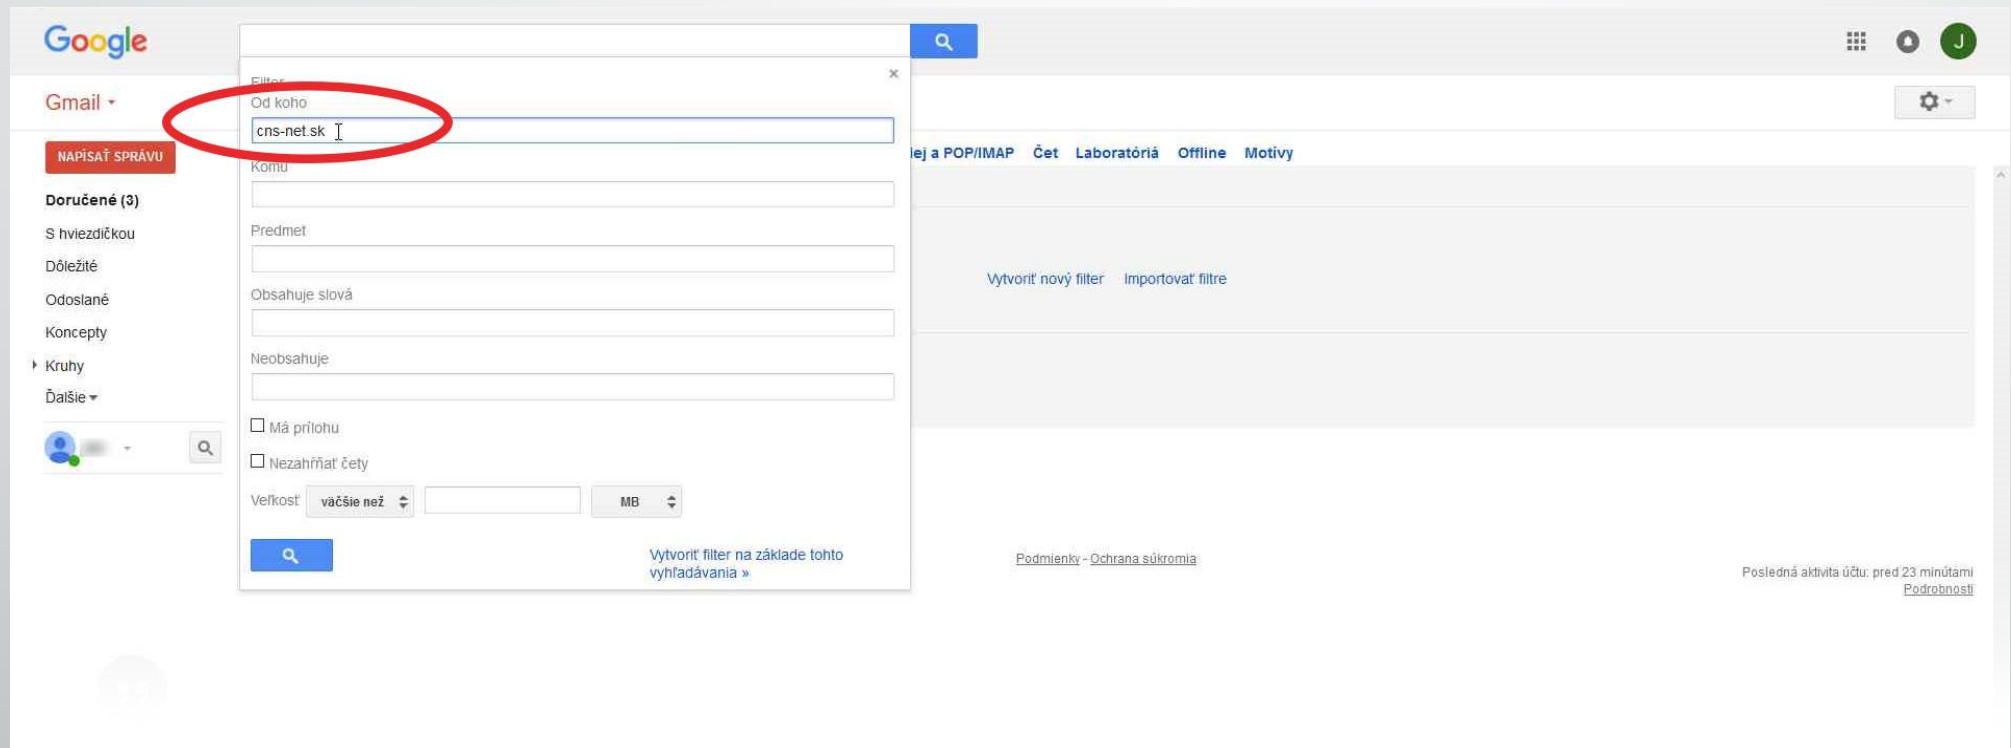 Google
J
Filter
Gmail
Od koho
cns-net.sk
NAPÍSAŤ SPRÁVU
Komu
lej a POP/IMAP Čet Laboratóriá Offline Motívy
Doručené (3)
S hviezdičkou
Predmet
Dôležité
Vytvoriť nový filter Importovať filtre
Odoslané
Obsahuje slová
Koncepty
Neobsahuje
Kruhy
Ďalšie
Má prílohu
Nezahŕňať čety
Veľkosť väčšie než MB
Vytvoriť filter na základe tohto
vyhľadávania »
Podmienky - Ochrana súkromia
Posledná aktivita účtu: pred 23 minútami
Podrobnosti